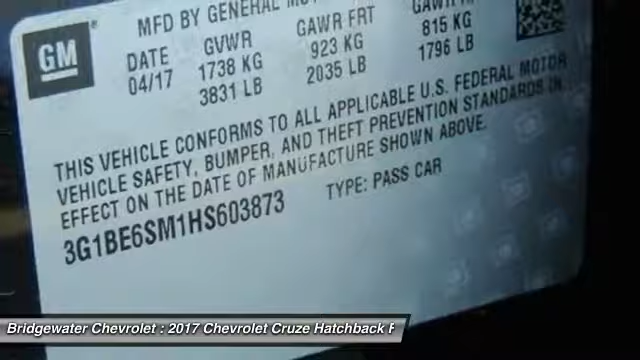 GM
MFD BY GENERAL
DATE GVWR GAWR FRT GAWR
04/17 1738 KG 923 KG 815 KG
3831 LB 2035 LB 1796 LB
THIS VEHICLE CONFORMS TO ALL APPLICABLE U.S. FEDERAL MOTOR
VEHICLE SAFETY, BUMPER, AND THEFT PREVENTION STANDARDS IN
EFFECT ON THE DATE OF MANUFACTURE SHOWN ABOVE.
3G1BE6SM1HS603873 TYPE: PASS CAR
Bridgewater Chevrolet : 2017 Chevrolet Cruze Hatchback